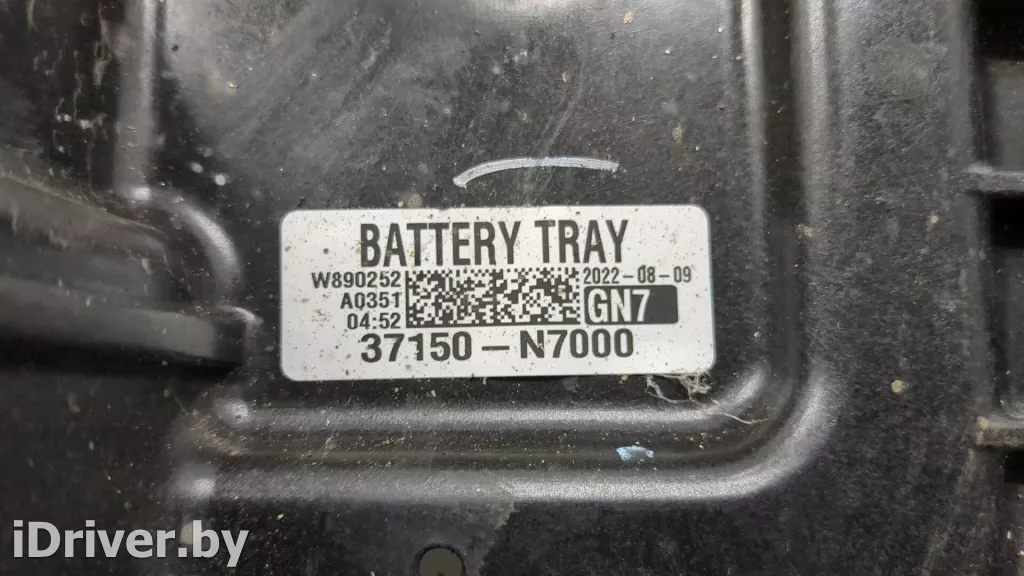 BATTERY TRAY
W890252 2022-08-09
A0351 GN7
04:52
37150-N7000
iDriver.by